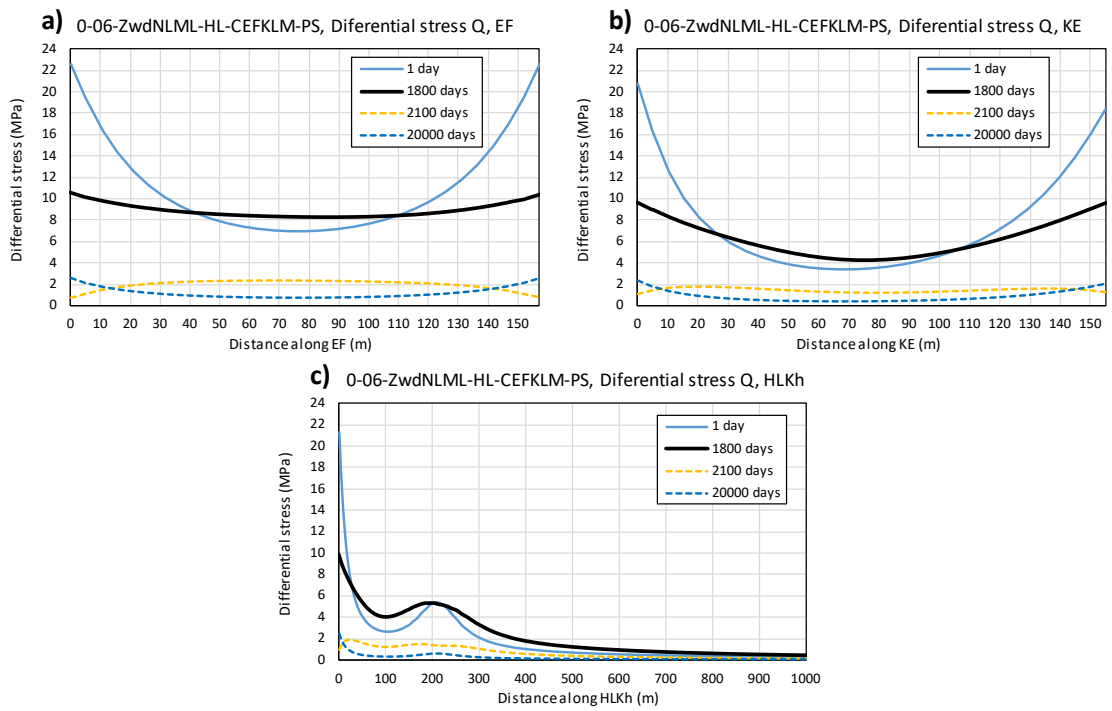 a) 0-06-ZwdNLML-HL-CEFKLM-PS, Diferential stress Q, EF
24
22
20
18
16
14
12
10
8
6
4
2
0
Differential stress (MPa)
1 day
1800 days
2100 days
20000 days
0 10 20 30 40 50 60 70 80 90 100 110 120 130 140 150
Distance along EF (m)
b) 0-06-ZwdNLML-HL-CEFKLM-PS, Diferential stress Q, KE
24
22
20
18
16
14
12
10
8
6
4
2
0
Differential stress (MPa)
1 day
1800 days
2100 days
20000 days
0 10 20 30 40 50 60 70 80 90 100 110 120 130 140 150
Distance along KE (m)
c) 0-06-ZwdNLML-HL-CEFKLM-PS, Diferential stress Q, HLKh
24
22
20
18
16
14
12
10
8
6
4
2
0
Differential stress (MPa)
1 day
1800 days
2100 days
20000 days
0 100 200 300 400 500 600 700 800 900 1000
Distance along HLKh (m)